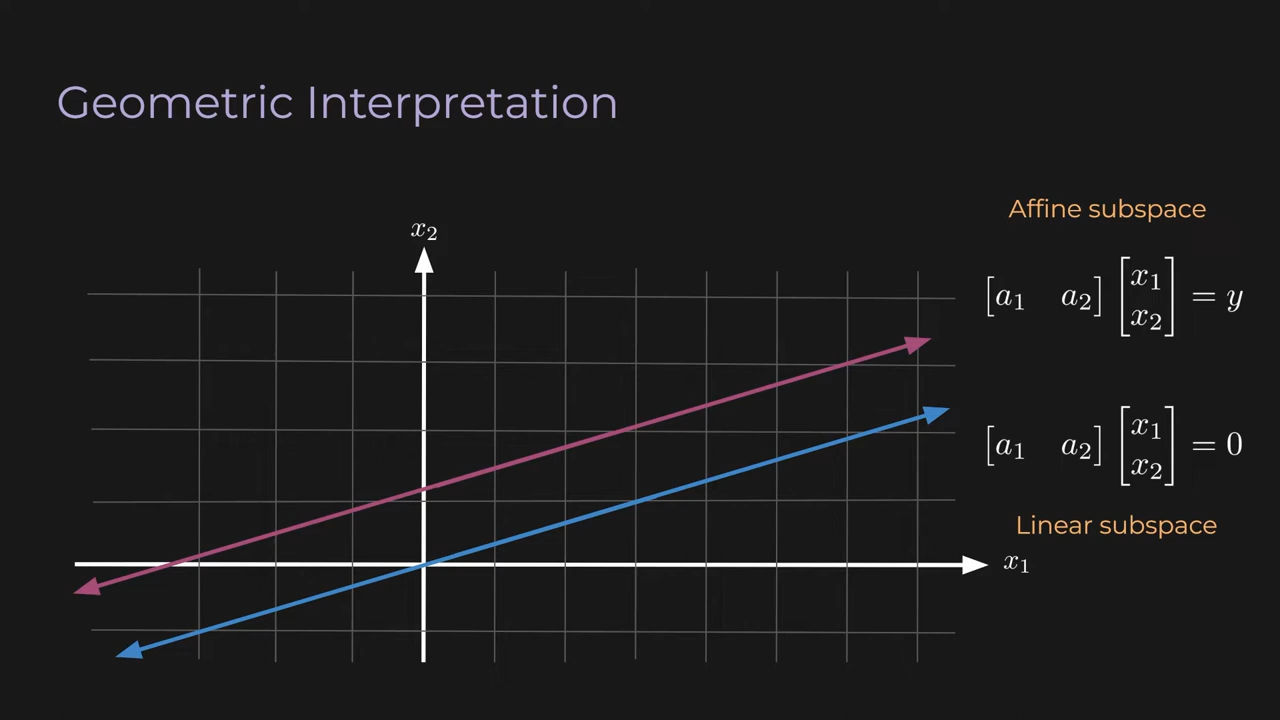 Geometric Interpretation
Affine subspace
x₂
[a₁ a₂] [x₁ x₂] = y
[a₁ a₂] [x₁ x₂] = 0
Linear subspace
x₁